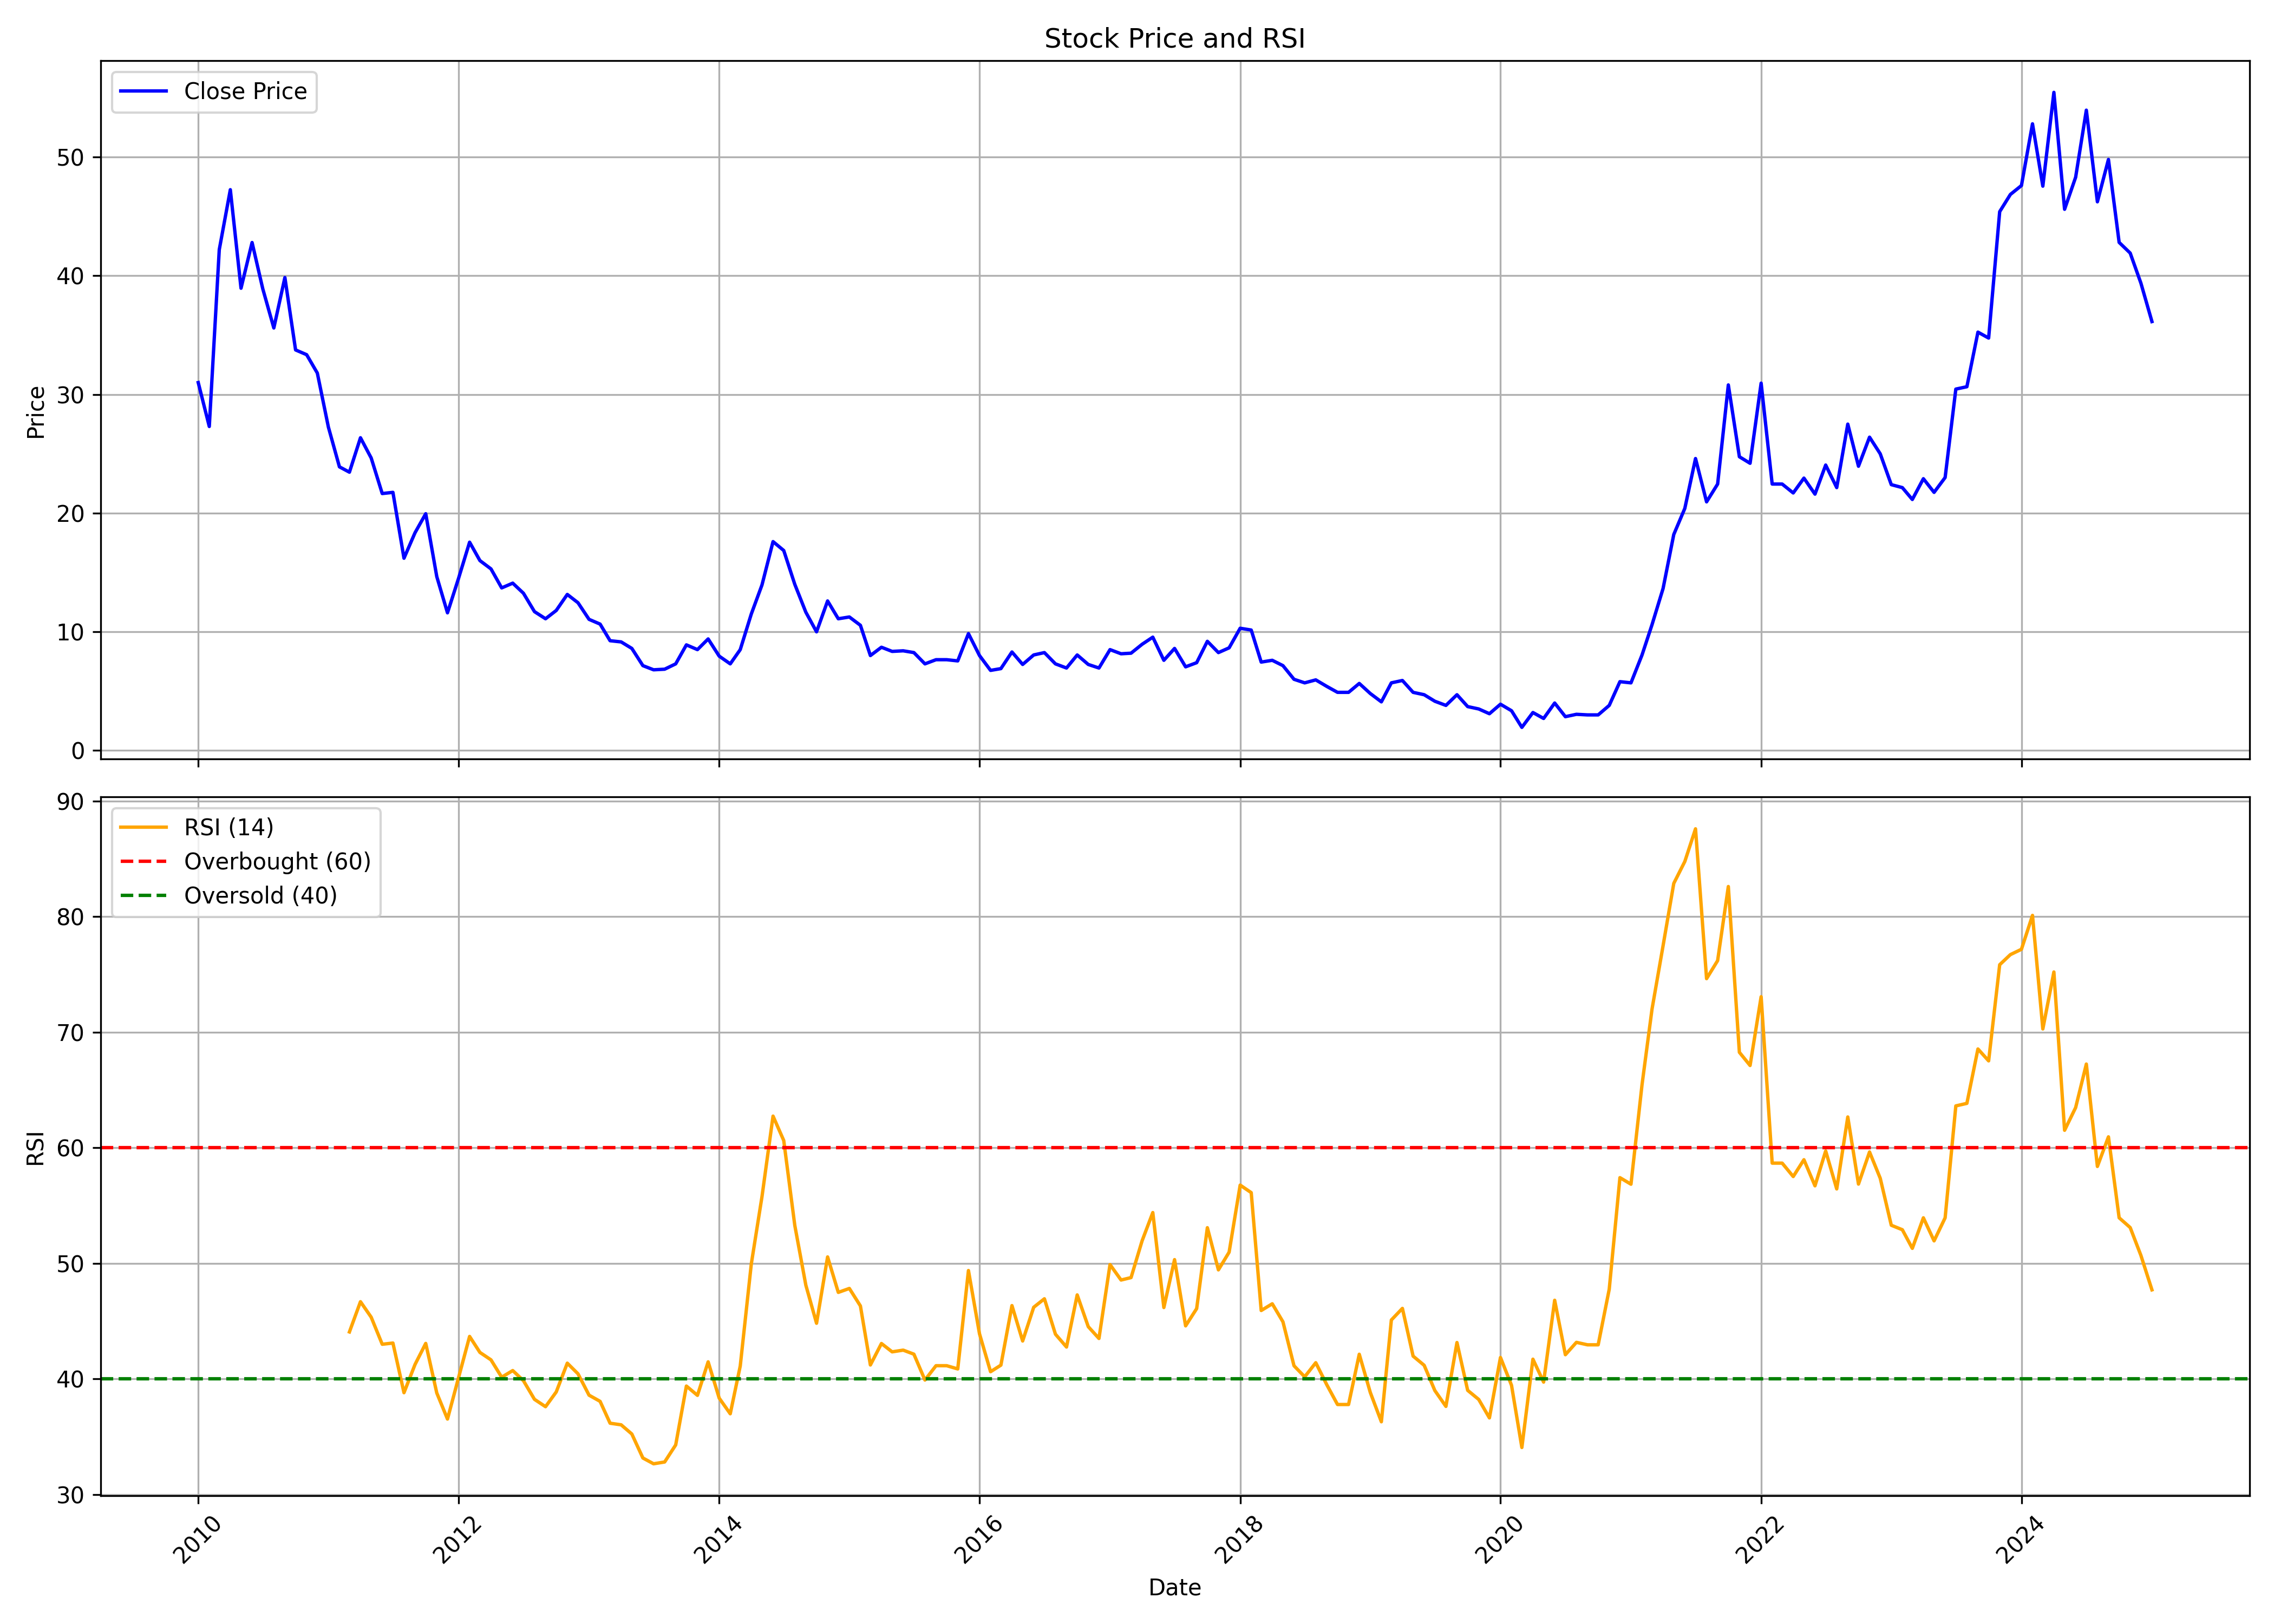 Stock Price and RSI
Close Price
Price
50
40
30
20
10
0
90
80
70
60
50
40
30
RSI (14)
Overbought (60)
Oversold (40)
RSI
2010
2012
2014
2016
2018
2020
2022
2024
Date